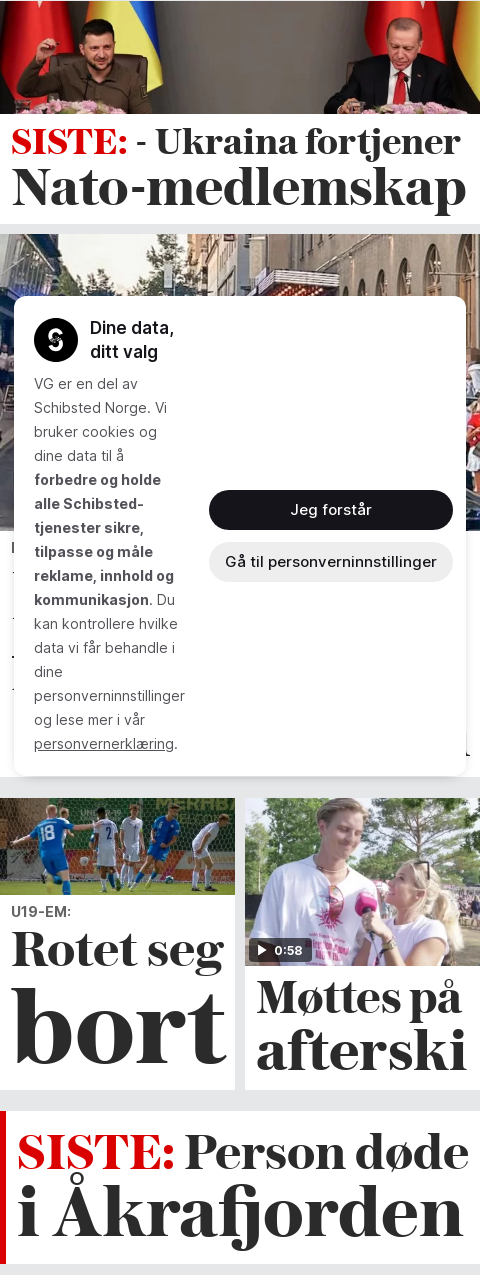 SISTE: - Ukraina fortjener
Nato-medlemskap
Dine data,
ditt valg
VG er en del av
Schibsted Norge. Vi
bruker cookies og
dine data til å
forbedre og holde
alle Schibsted-
tjenester sikre,
tilpasse og måle
reklame, innhold og
kommunikasjon. Du
kan kontrollere hvilke
data vi får behandle i
dine
personverninnstillinger
og lese mer i vår
personvernerklæring.
Jeg forstår
Gå til personverninnstillinger
18
2
U19-EM:
Rotet seg
bort
0:58
Møttes på
afterski
SISTE: Person døde
i Åkrafjorden